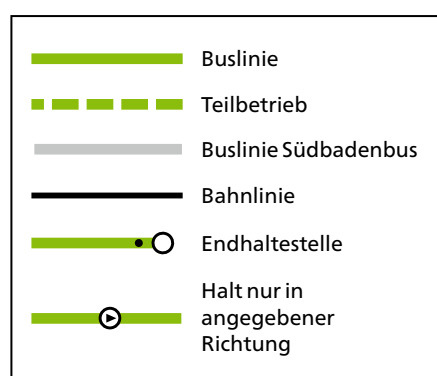 Buslinie
Teilbetrieb
Buslinie Südbadenbus
Bahnlinie
Endhaltestelle
Halt nur in
angegebener
Richtung